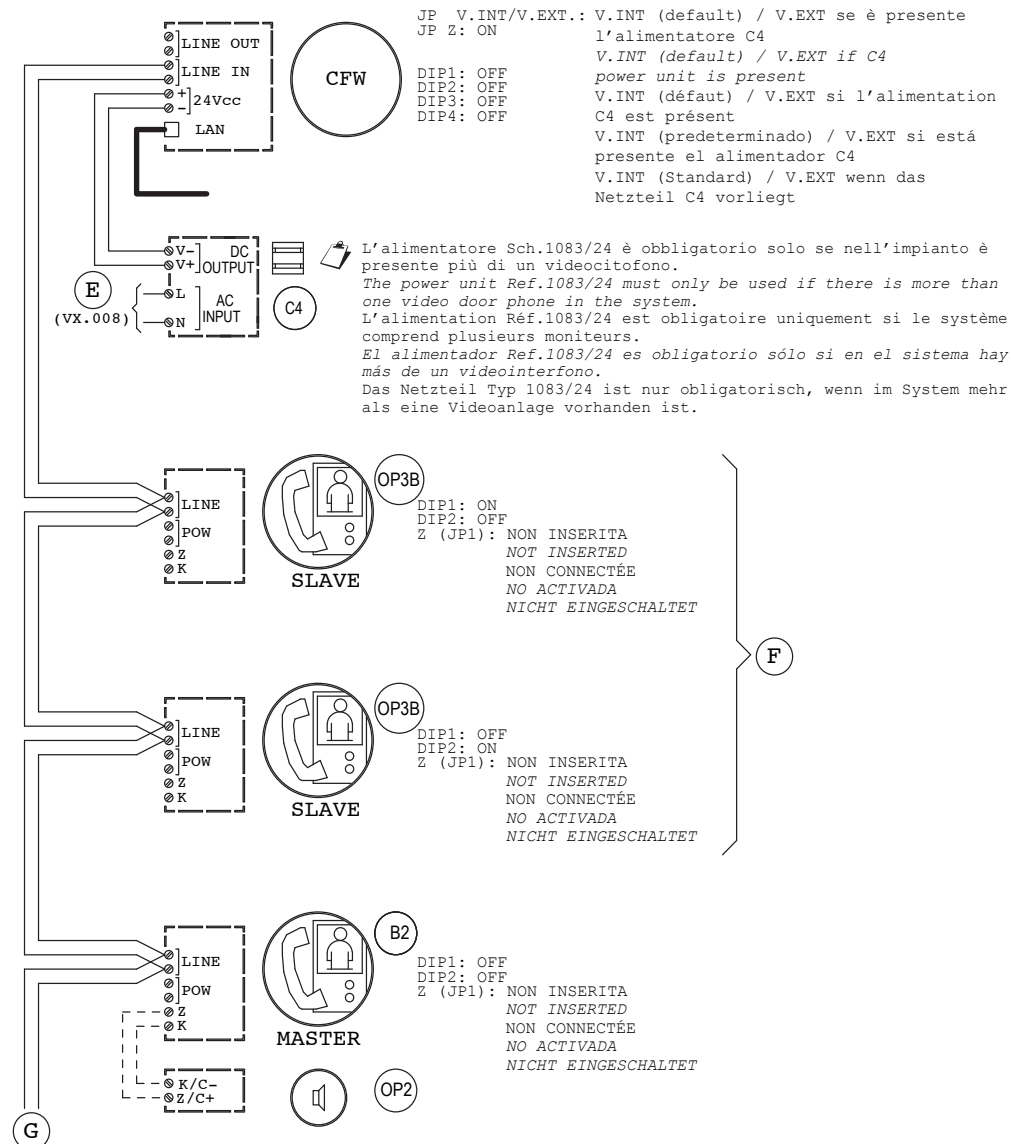 LINE OUT
LINE IN
+
-
24Vcc
LAN
CFW
JP V.INT/V.EXT.: V.INT (default) / V.EXT se è presente
l'alimentatore C4
V.INT (default) / V.EXT if C4
power unit is present
V.INT (défaut) / V.EXT si l'alimentation
C4 est présent
V.INT (predeterminado) / V.EXT si está
presente el alimentador C4
V.INT (Standard) / V.EXT wenn das
Netzteil C4 vorliegt
JP Z: ON
DIP1: OFF
DIP2: OFF
DIP3: OFF
DIP4: OFF
V-
V+
DC
OUTPUT
L
N
AC
INPUT
E
(VX.008)
C4
L'alimentatore Sch.1083/24 è obbligatorio solo se nell'impianto è
presente più di un videocitofono.
The power unit Ref.1083/24 must only be used if there is more than
one video door phone in the system.
L'alimentation Réf.1083/24 est obligatoire uniquement si le système
comprend plusieurs moniteurs.
El alimentador Ref.1083/24 es obligatorio sólo si en el sistema hay
más de un videointerfono.
Das Netzteil Typ 1083/24 ist nur obligatorisch, wenn im System mehr
als eine Videoanlage vorhanden ist.
LINE
POW
Z
K
SLAVE
OP3B
DIP1: ON
DIP2: OFF
Z (JP1): NON INSERITA
NOT INSERTED
NON CONNECTÉE
NO ACTIVADA
NICHT EINGESCHALTET
F
LINE
POW
Z
K
SLAVE
OP3B
DIP1: OFF
DIP2: ON
Z (JP1): NON INSERITA
NOT INSERTED
NON CONNECTÉE
NO ACTIVADA
NICHT EINGESCHALTET
LINE
POW
Z
K
MASTER
B2
DIP1: OFF
DIP2: OFF
Z (JP1): NON INSERITA
NOT INSERTED
NON CONNECTÉE
NO ACTIVADA
NICHT EINGESCHALTET
K/C-
Z/C+
OP2
G